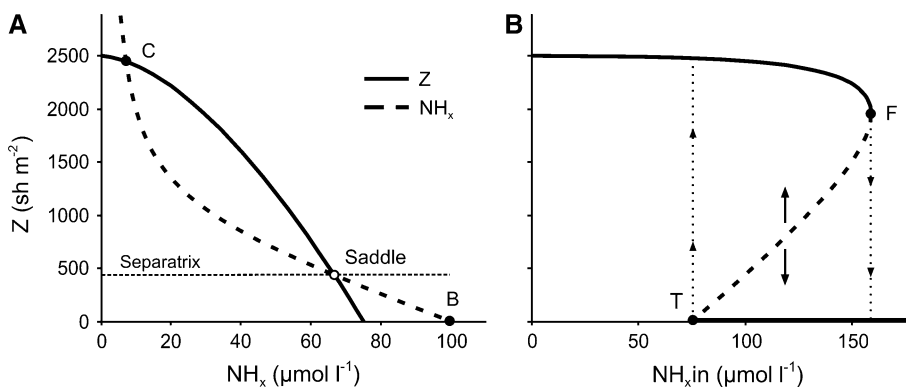 A
B
2500
2000
1500
1000
500
0
Z (sh m⁻²)
C
Z
NHₓ
Separatrix
Saddle
B
0 20 40 60 80 100
NHₓ (µmol l⁻¹)
F
T
0 50 100 150
NHₓin (µmol l⁻¹)